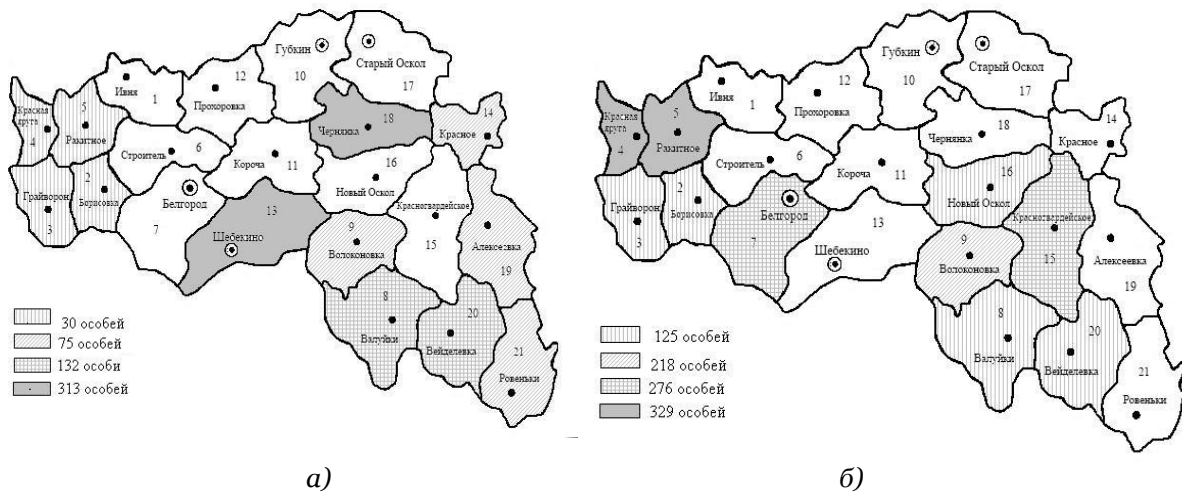 Губкин
10
Старый Оскол
17
12
Прохоровка
Ивня
1
5
Ракитное
Красная
друга
4
18
Чернянка
14
Красное
6
Строитель
Короча
11
16
Новый Оскол
2
Борисовка
Грайворон
3
Белгород
7
13
Шебекино
Красногвардейское
15
9
Волоконовка
Алексеевка
19
8
Валуйки
20
Вейделевка
21
Ровеньки
30 особей
75 особей
132 особи
313 особей
а)
Губкин
10
Старый Оскол
17
12
Прохоровка
Ивня
1
5
Ракитное
Красная
друга
4
18
Чернянка
14
Красное
6
Строитель
Короча
11
16
Новый Оскол
2
Борисовка
Грайворон
3
Белгород
7
13
Шебекино
Красногвардейское
15
9
Волоконовка
Алексеевка
19
8
Валуйки
20
Вейделевка
21
Ровеньки
125 особей
218 особей
276 особей
329 особей
б)